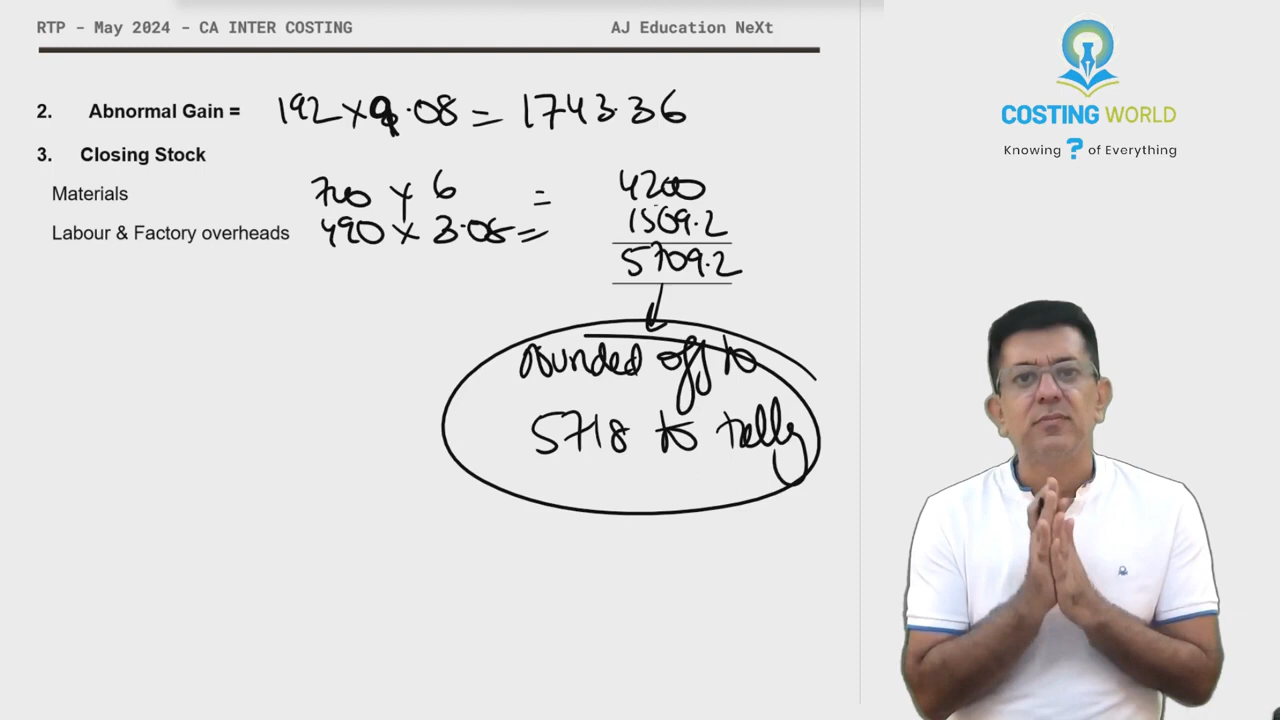 RTP - May 2024 - CA INTER COSTING
AJ Education NeXt
COSTING WORLD
Knowing ? of Everything
2. Abnormal Gain = 192 × 9.08 = 1743.36
3. Closing Stock
Materials 700 × 6 = 4200
Labour & Factory overheads 490 × 3.08 = 1509.2
5709.2
rounded off to
5718 to tally